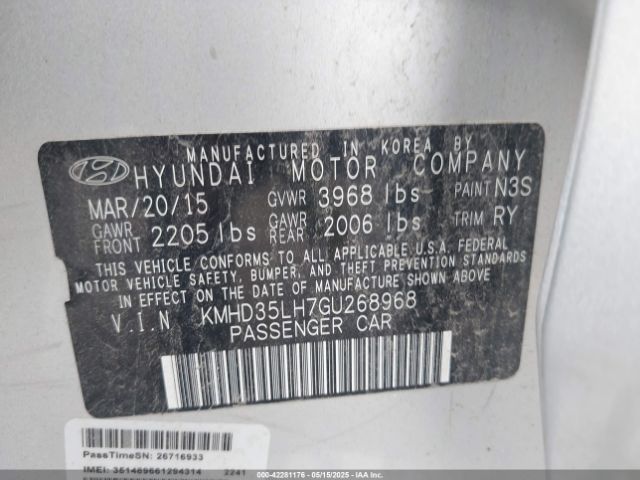 MANUFACTURED IN KOREA BY
HYUNDAI MOTOR COMPANY
MAR/20/15 GVWR 3968 lbs PAINT N3S
GAWR FRONT 2205 lbs GAWR REAR 2006 lbs TRIM RY
THIS VEHICLE CONFORMS TO ALL APPLICABLE U.S.A. FEDERAL
MOTOR VEHICLE SAFETY, BUMPER, AND THEFT PREVENTION STANDARDS
IN EFFECT ON THE DATE OF MANUFACTURE SHOWN ABOVE.
V.I.N KMHD35LH7GU268968
PASSENGER CAR
PassTimeSN: 26716933
IMEI: 351469661294314 2241
000-42281176 - 05/15/2025 - IAAI.COM